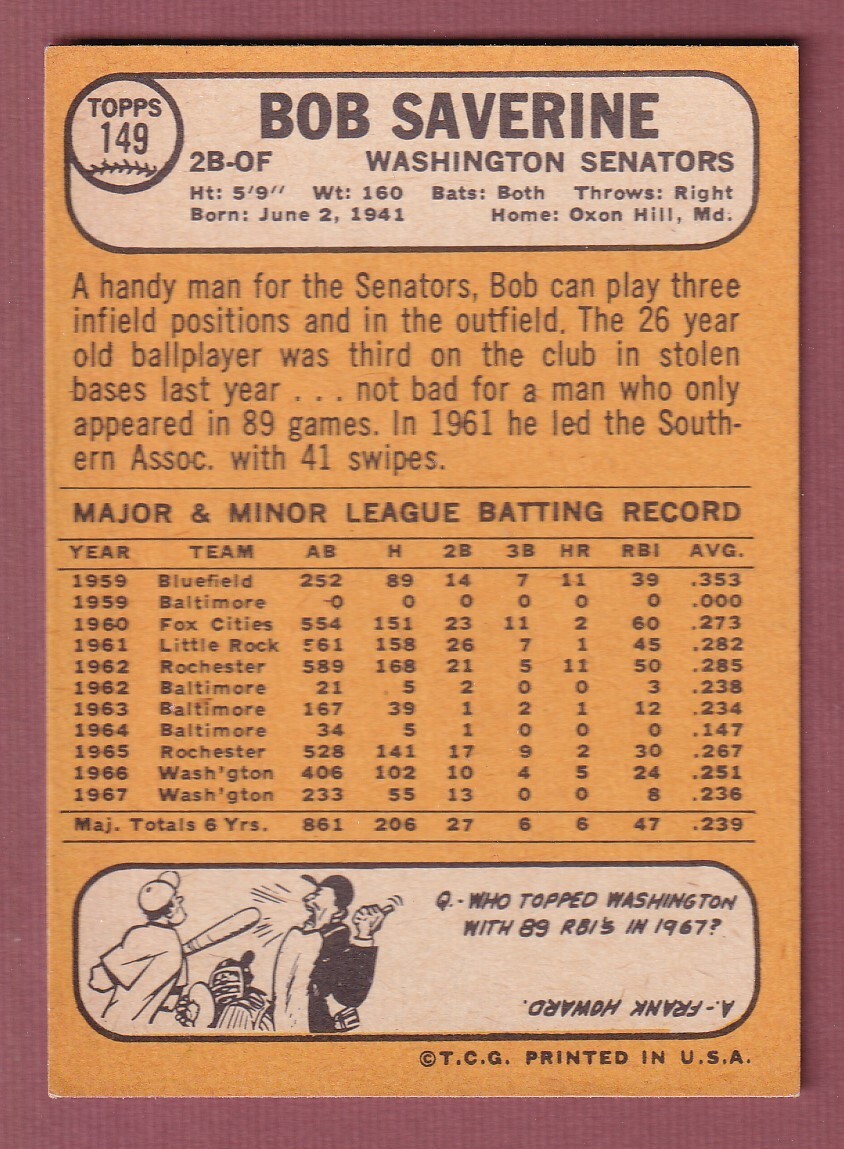 TOPPS
149
BOB SAVERINE
2B-OF WASHINGTON SENATORS
Ht: 5'9" Wt: 160 Bats: Both Throws: Right
Born: June 2, 1941 Home: Oxon Hill, Md.
A handy man for the Senators, Bob can play three
infield positions and in the outfield. The 26 year
old ballplayer was third on the club in stolen
bases last year . . . not bad for a man who only
appeared in 89 games. In 1961 he led the South-
ern Assoc. with 41 swipes.
MAJOR & MINOR LEAGUE BATTING RECORD
YEAR TEAM AB H 2B 3B HR RBI AVG.
1959 Bluefield 252 89 14 7 11 39 .353
1959 Baltimore 0 0 0 0 0 0 .000
1960 Fox Cities 554 151 23 11 2 60 .273
1961 Little Rock 561 158 26 7 1 45 .282
1962 Rochester 589 168 21 5 11 50 .285
1962 Baltimore 21 5 2 0 0 3 .238
1963 Baltimore 167 39 1 2 1 12 .234
1964 Baltimore 34 5 1 0 0 0 .147
1965 Rochester 528 141 17 9 2 30 .267
1966 Wash'gton 406 102 10 4 5 24 .251
1967 Wash'gton 233 55 13 0 0 8 .236
Maj. Totals 6 Yrs. 861 206 27 6 6 47 .239
Q.-WHO TOPPED WASHINGTON
WITH 89 RBI'S IN 1967?
A.-FRANK HOWARD.
©T.C.G. PRINTED IN U.S.A.